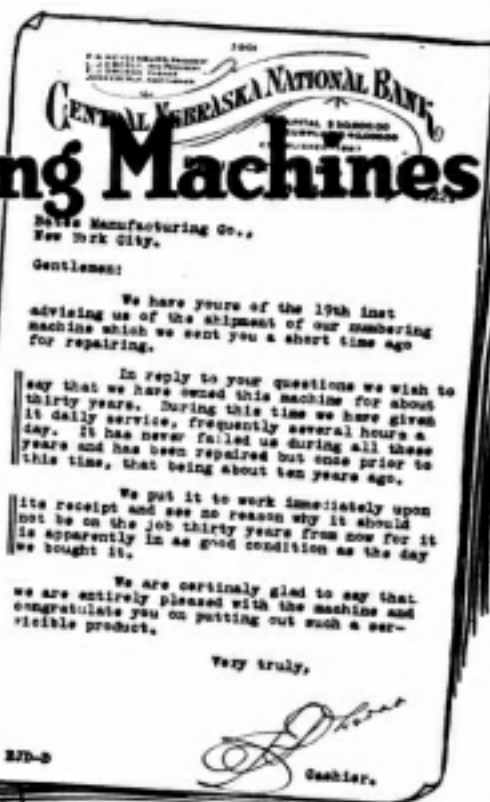 CENTRAL NEBRASKA NATIONAL BANK
CAPITAL
ng Machines
Bates Manufacturing Co.,
New York City.
Gentlemen:
We have yours of the 19th inst
advising us of the shipment of our numbering
machine which we sent you a short time ago
for repairing.
In reply to your questions we wish to
say that we have owned this machine for about
thirty years. During this time we have given
it daily service, frequently several hours a
day. It has never failed us during all these
years and has been repaired but once prior to
this time, that being about ten years ago.
We put it to work immediately upon
its receipt and see no reason why it should
not be on the job thirty years from now for it
is apparently in as good condition as the day
we bought it.
We are certinaly glad to say that
we are entirely pleased with the machine and
congratulate you on putting out such a ser-
vicible product.
Very truly,
EJD-B
Cashier.